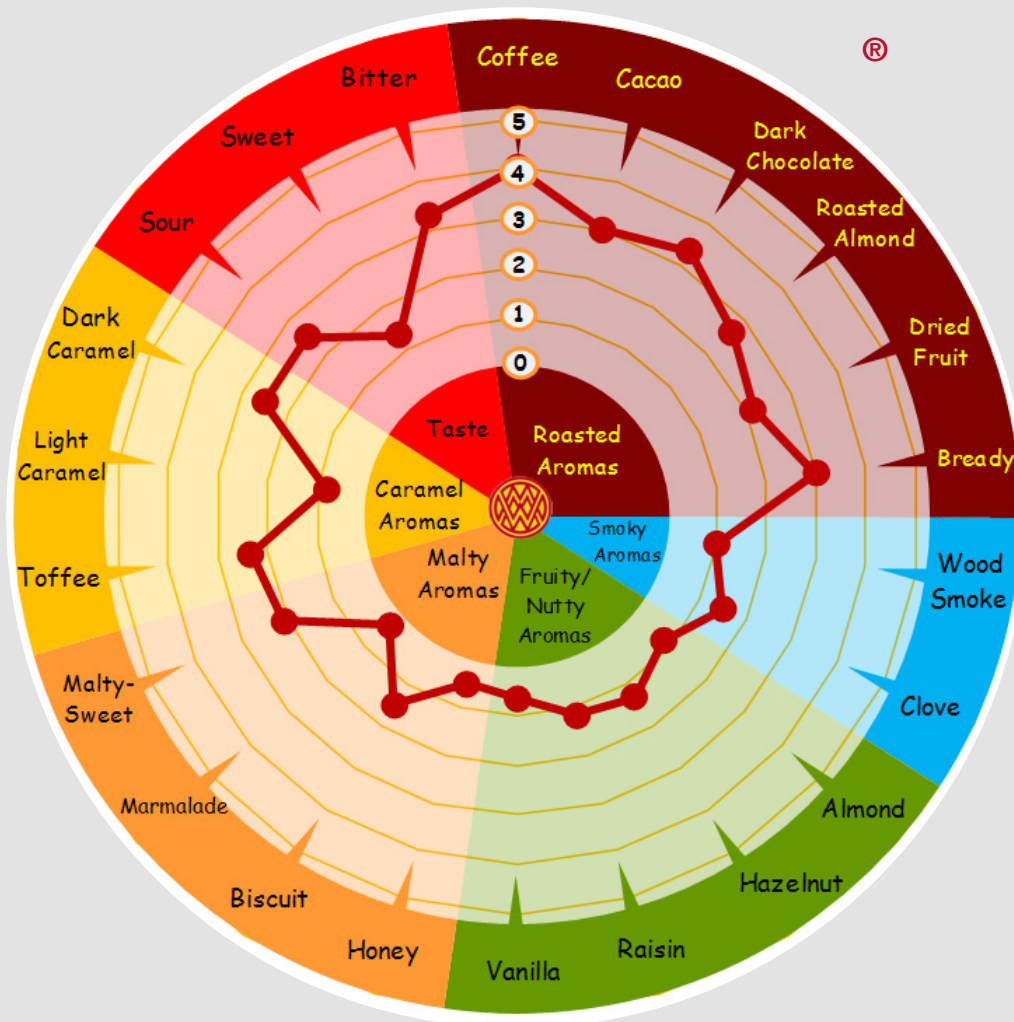 ®
Coffee
Cacao
Dark
Chocolate
Roasted
Almond
Dried
Fruit
Bready
Wood
Smoke
Clove
Almond
Hazelnut
Raisin
Vanilla
Honey
Biscuit
Marmalade
Malty-
Sweet
Toffee
Light
Caramel
Dark
Caramel
Sour
Sweet
Bitter
5
4
3
2
1
0
Taste
Roasted
Aromas
Caramel
Aromas
Smoky
Aromas
Malty
Aromas
Fruity/
Nutty
Aromas